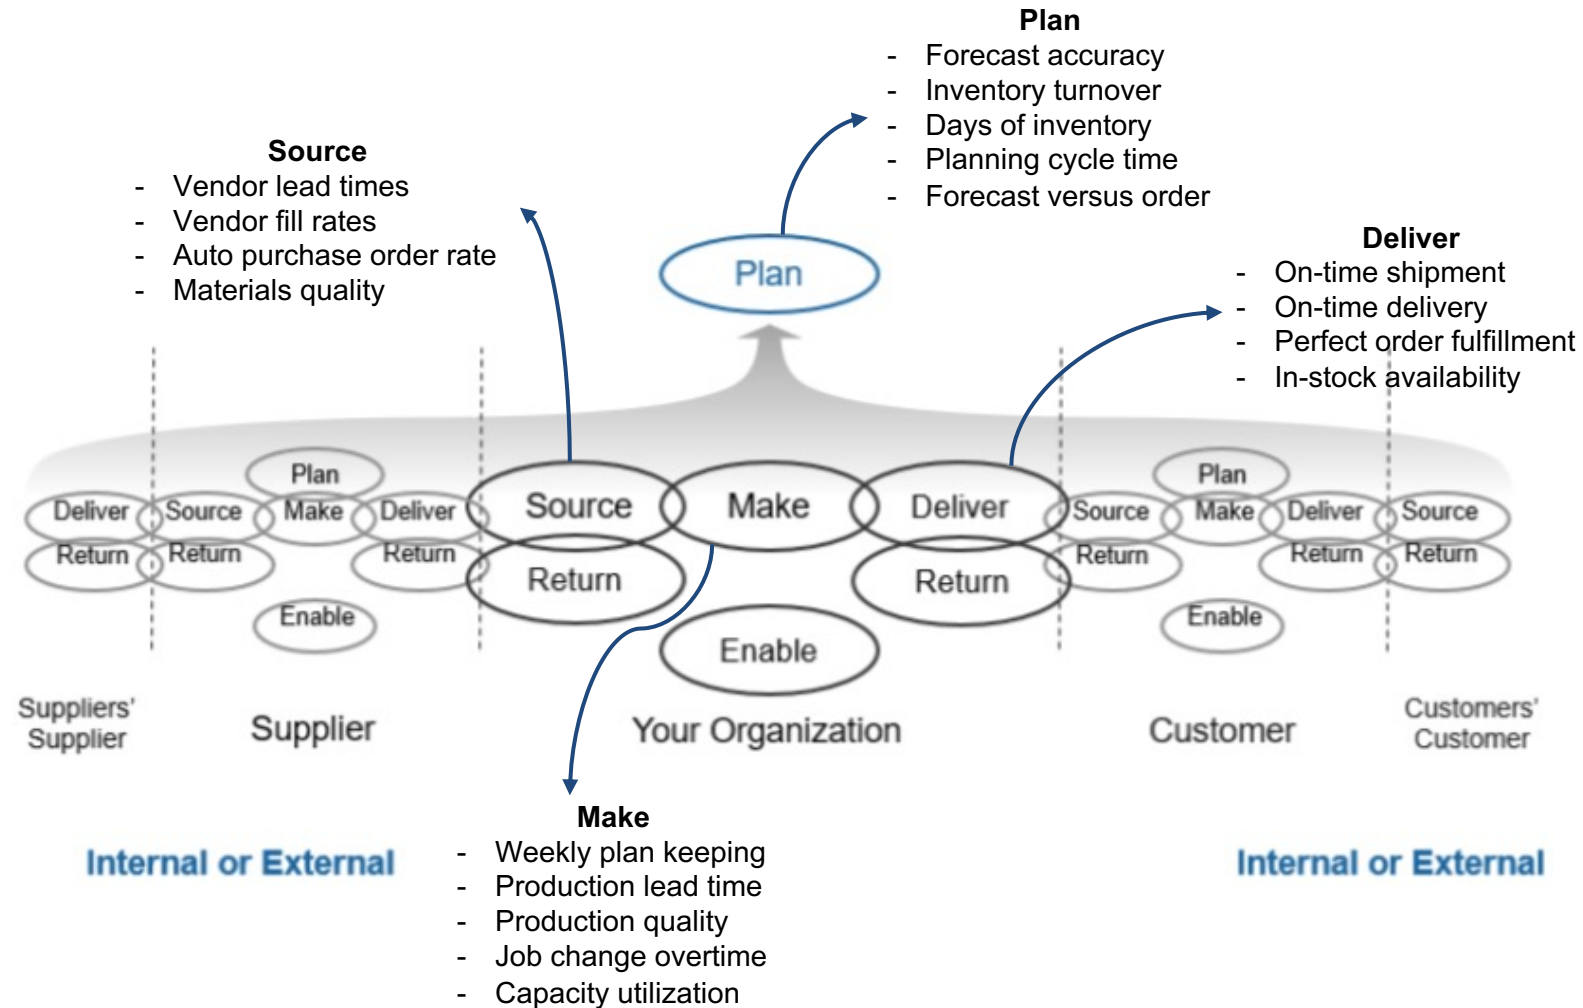 Plan
- Forecast accuracy
- Inventory turnover
- Days of inventory
- Planning cycle time
- Forecast versus order
Source
- Vendor lead times
- Vendor fill rates
- Auto purchase order rate
- Materials quality
Deliver
- On-time shipment
- On-time delivery
- Perfect order fulfillment
- In-stock availability
Plan
Plan
Plan
Deliver
Source
Make
Deliver
Source
Make
Deliver
Source
Make
Deliver
Source
Return
Return
Return
Return
Return
Return
Return
Return
Enable
Enable
Enable
Suppliers'
Supplier
Supplier
Your Organization
Customer
Customers'
Customer
Internal or External
Internal or External
Make
- Weekly plan keeping
- Production lead time
- Production quality
- Job change overtime
- Capacity utilization